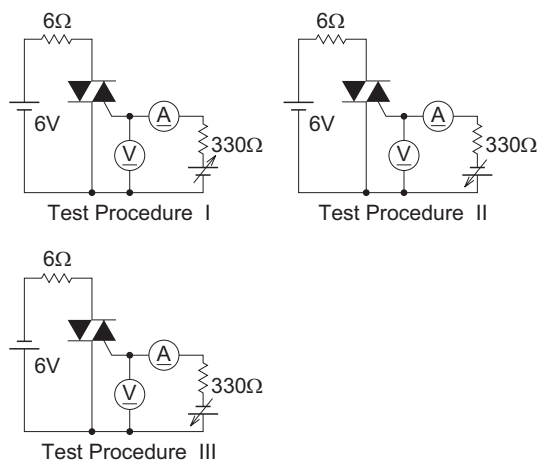 6Ω
6V
A
V
330Ω
Test Procedure I
6Ω
6V
A
V
330Ω
Test Procedure II
6Ω
6V
A
V
330Ω
Test Procedure III